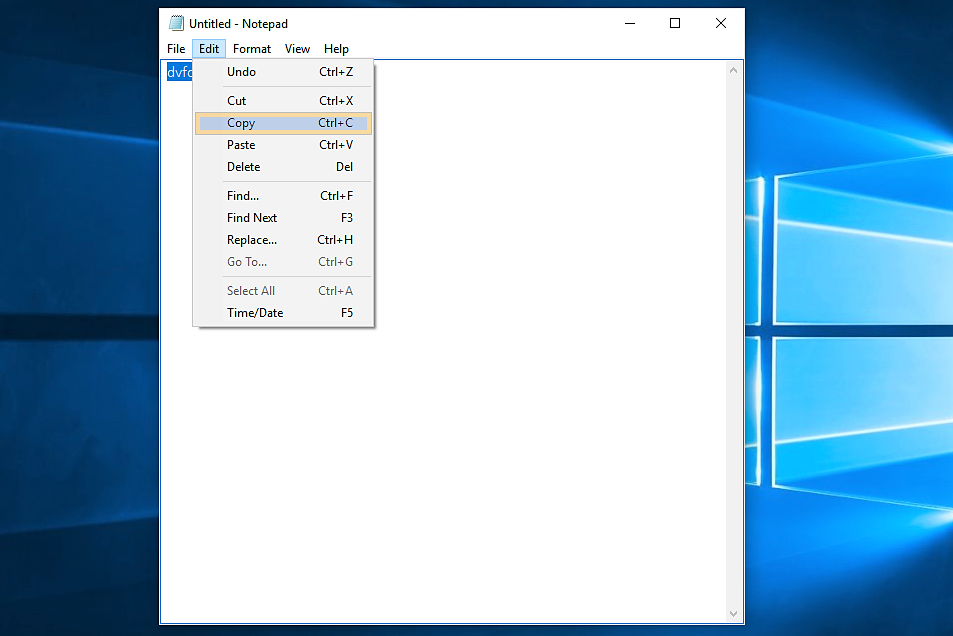 Untitled - Notepad
File Edit Format View Help
Undo Ctrl+Z
Cut Ctrl+X
Copy Ctrl+C
Paste Ctrl+V
Delete Del
Find... Ctrl+F
Find Next F3
Replace... Ctrl+H
Go To... Ctrl+G
Select All Ctrl+A
Time/Date F5